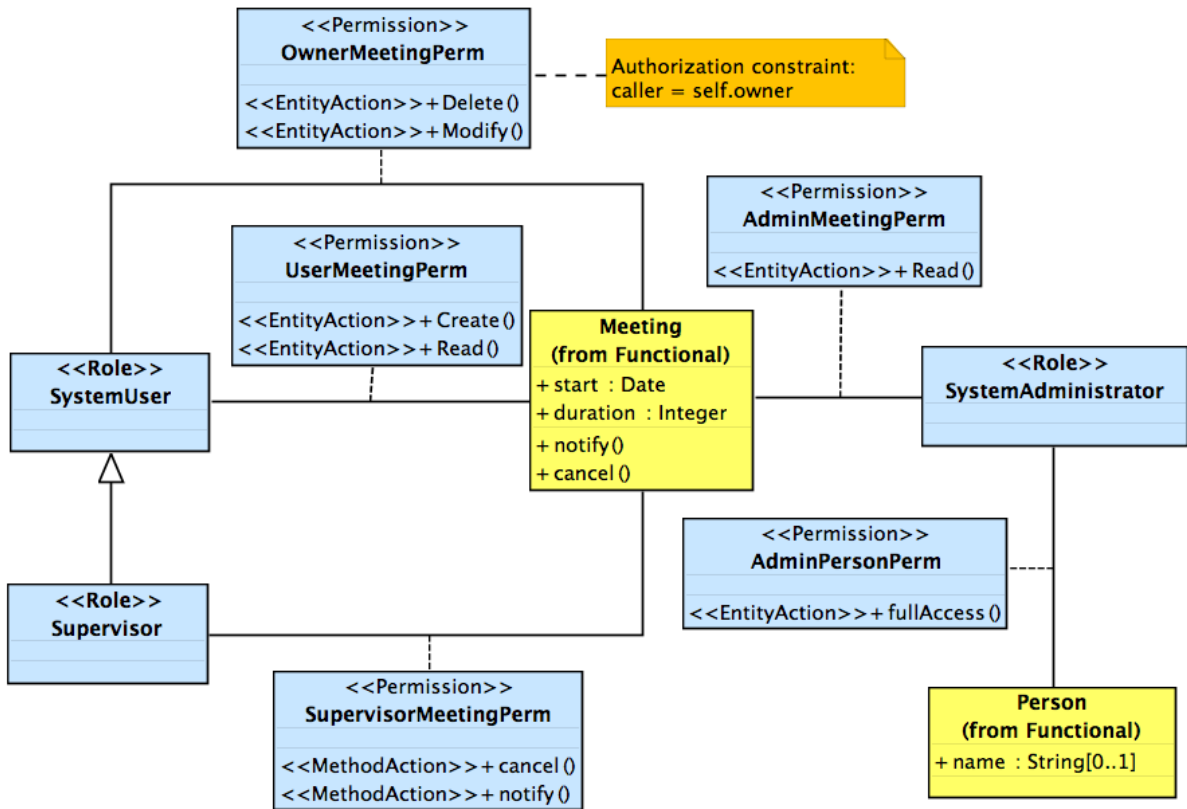 <<Permission>>
OwnerMeetingPerm
<<EntityAction>>+Delete()
<<EntityAction>>+Modify()
Authorization constraint:
caller = self.owner
<<Permission>>
UserMeetingPerm
<<EntityAction>>+Create()
<<EntityAction>>+Read()
<<Permission>>
AdminMeetingPerm
<<EntityAction>>+Read()
<<Role>>
SystemUser
Meeting
(from Functional)
+ start : Date
+ duration : Integer
+ notify()
+ cancel()
<<Role>>
SystemAdministrator
<<Permission>>
AdminPersonPerm
<<EntityAction>>+fullAccess()
<<Role>>
Supervisor
<<Permission>>
SupervisorMeetingPerm
<<MethodAction>>+cancel()
<<MethodAction>>+notify()
Person
(from Functional)
+ name : String[0..1]